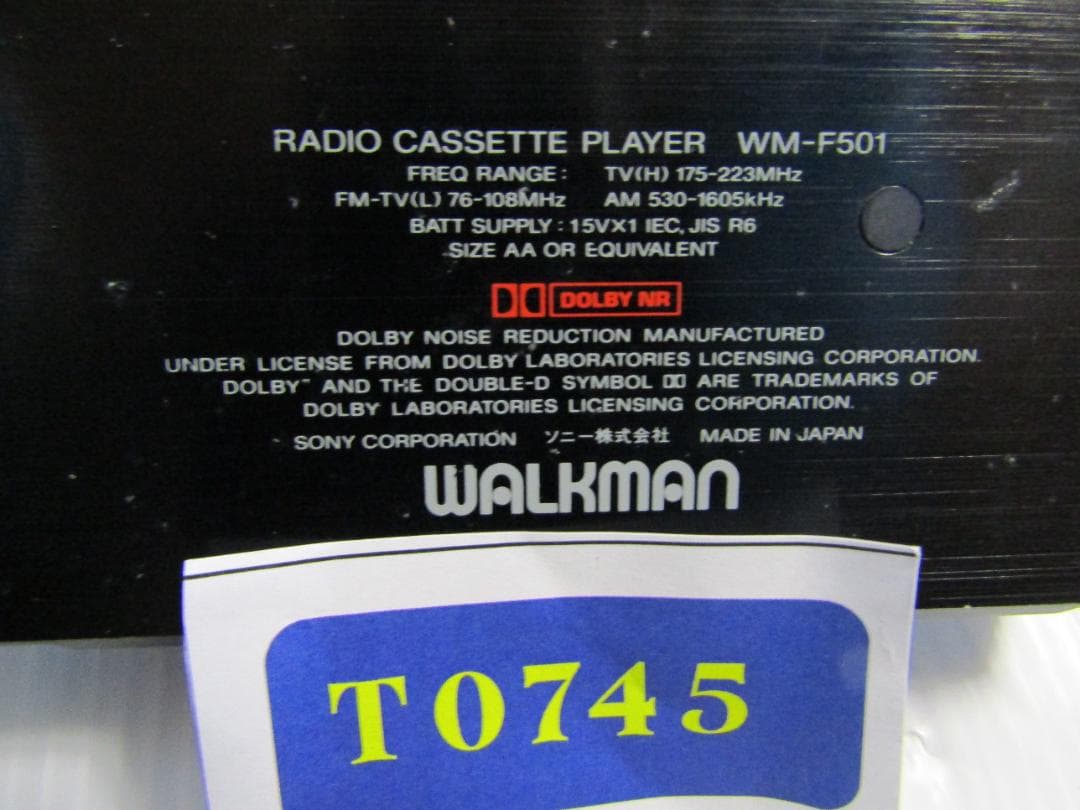 RADIO CASSETTE PLAYER WM-F501
FREQ RANGE: TV(H) 175-223MHz
FM-TV(L) 76-108MHz AM 530-1605kHz
BATT SUPPLY : 15VX1 IEC, JIS R6
SIZE AA OR EQUIVALENT
DOLBY NR
DOLBY NOISE REDUCTION MANUFACTURED
UNDER LICENSE FROM DOLBY LABORATORIES LICENSING CORPORATION.
DOLBY AND THE DOUBLE-D SYMBOL ARE TRADEMARKS OF
DOLBY LABORATORIES LICENSING CORPORATION.
SONY CORPORATION ソニー株式会社 MADE IN JAPAN
WALKMAN
T0745